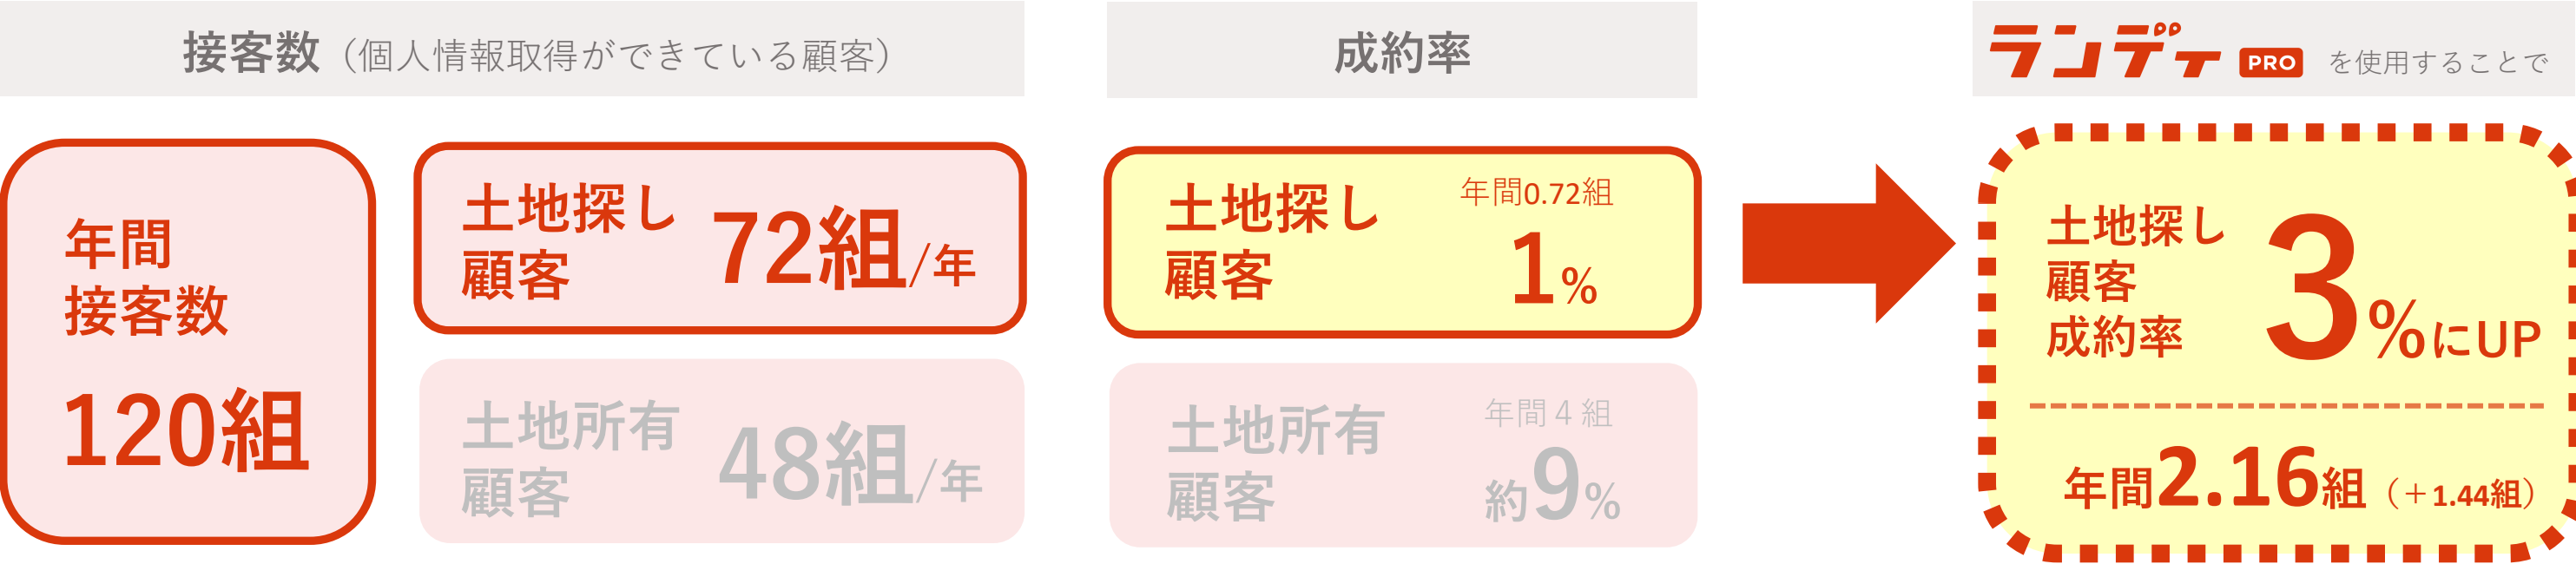 接客数（個人情報取得ができている顧客）
年間
接客数
120組
土地探し
顧客
72組/年
土地所有
顧客
48組/年
成約率
土地探し
顧客
年間0.72組
1%
土地所有
顧客
年間4組
約9%
ランディ PRO を使用することで
土地探し
顧客
成約率
3%にUP
年間2.16組（＋1.44組）